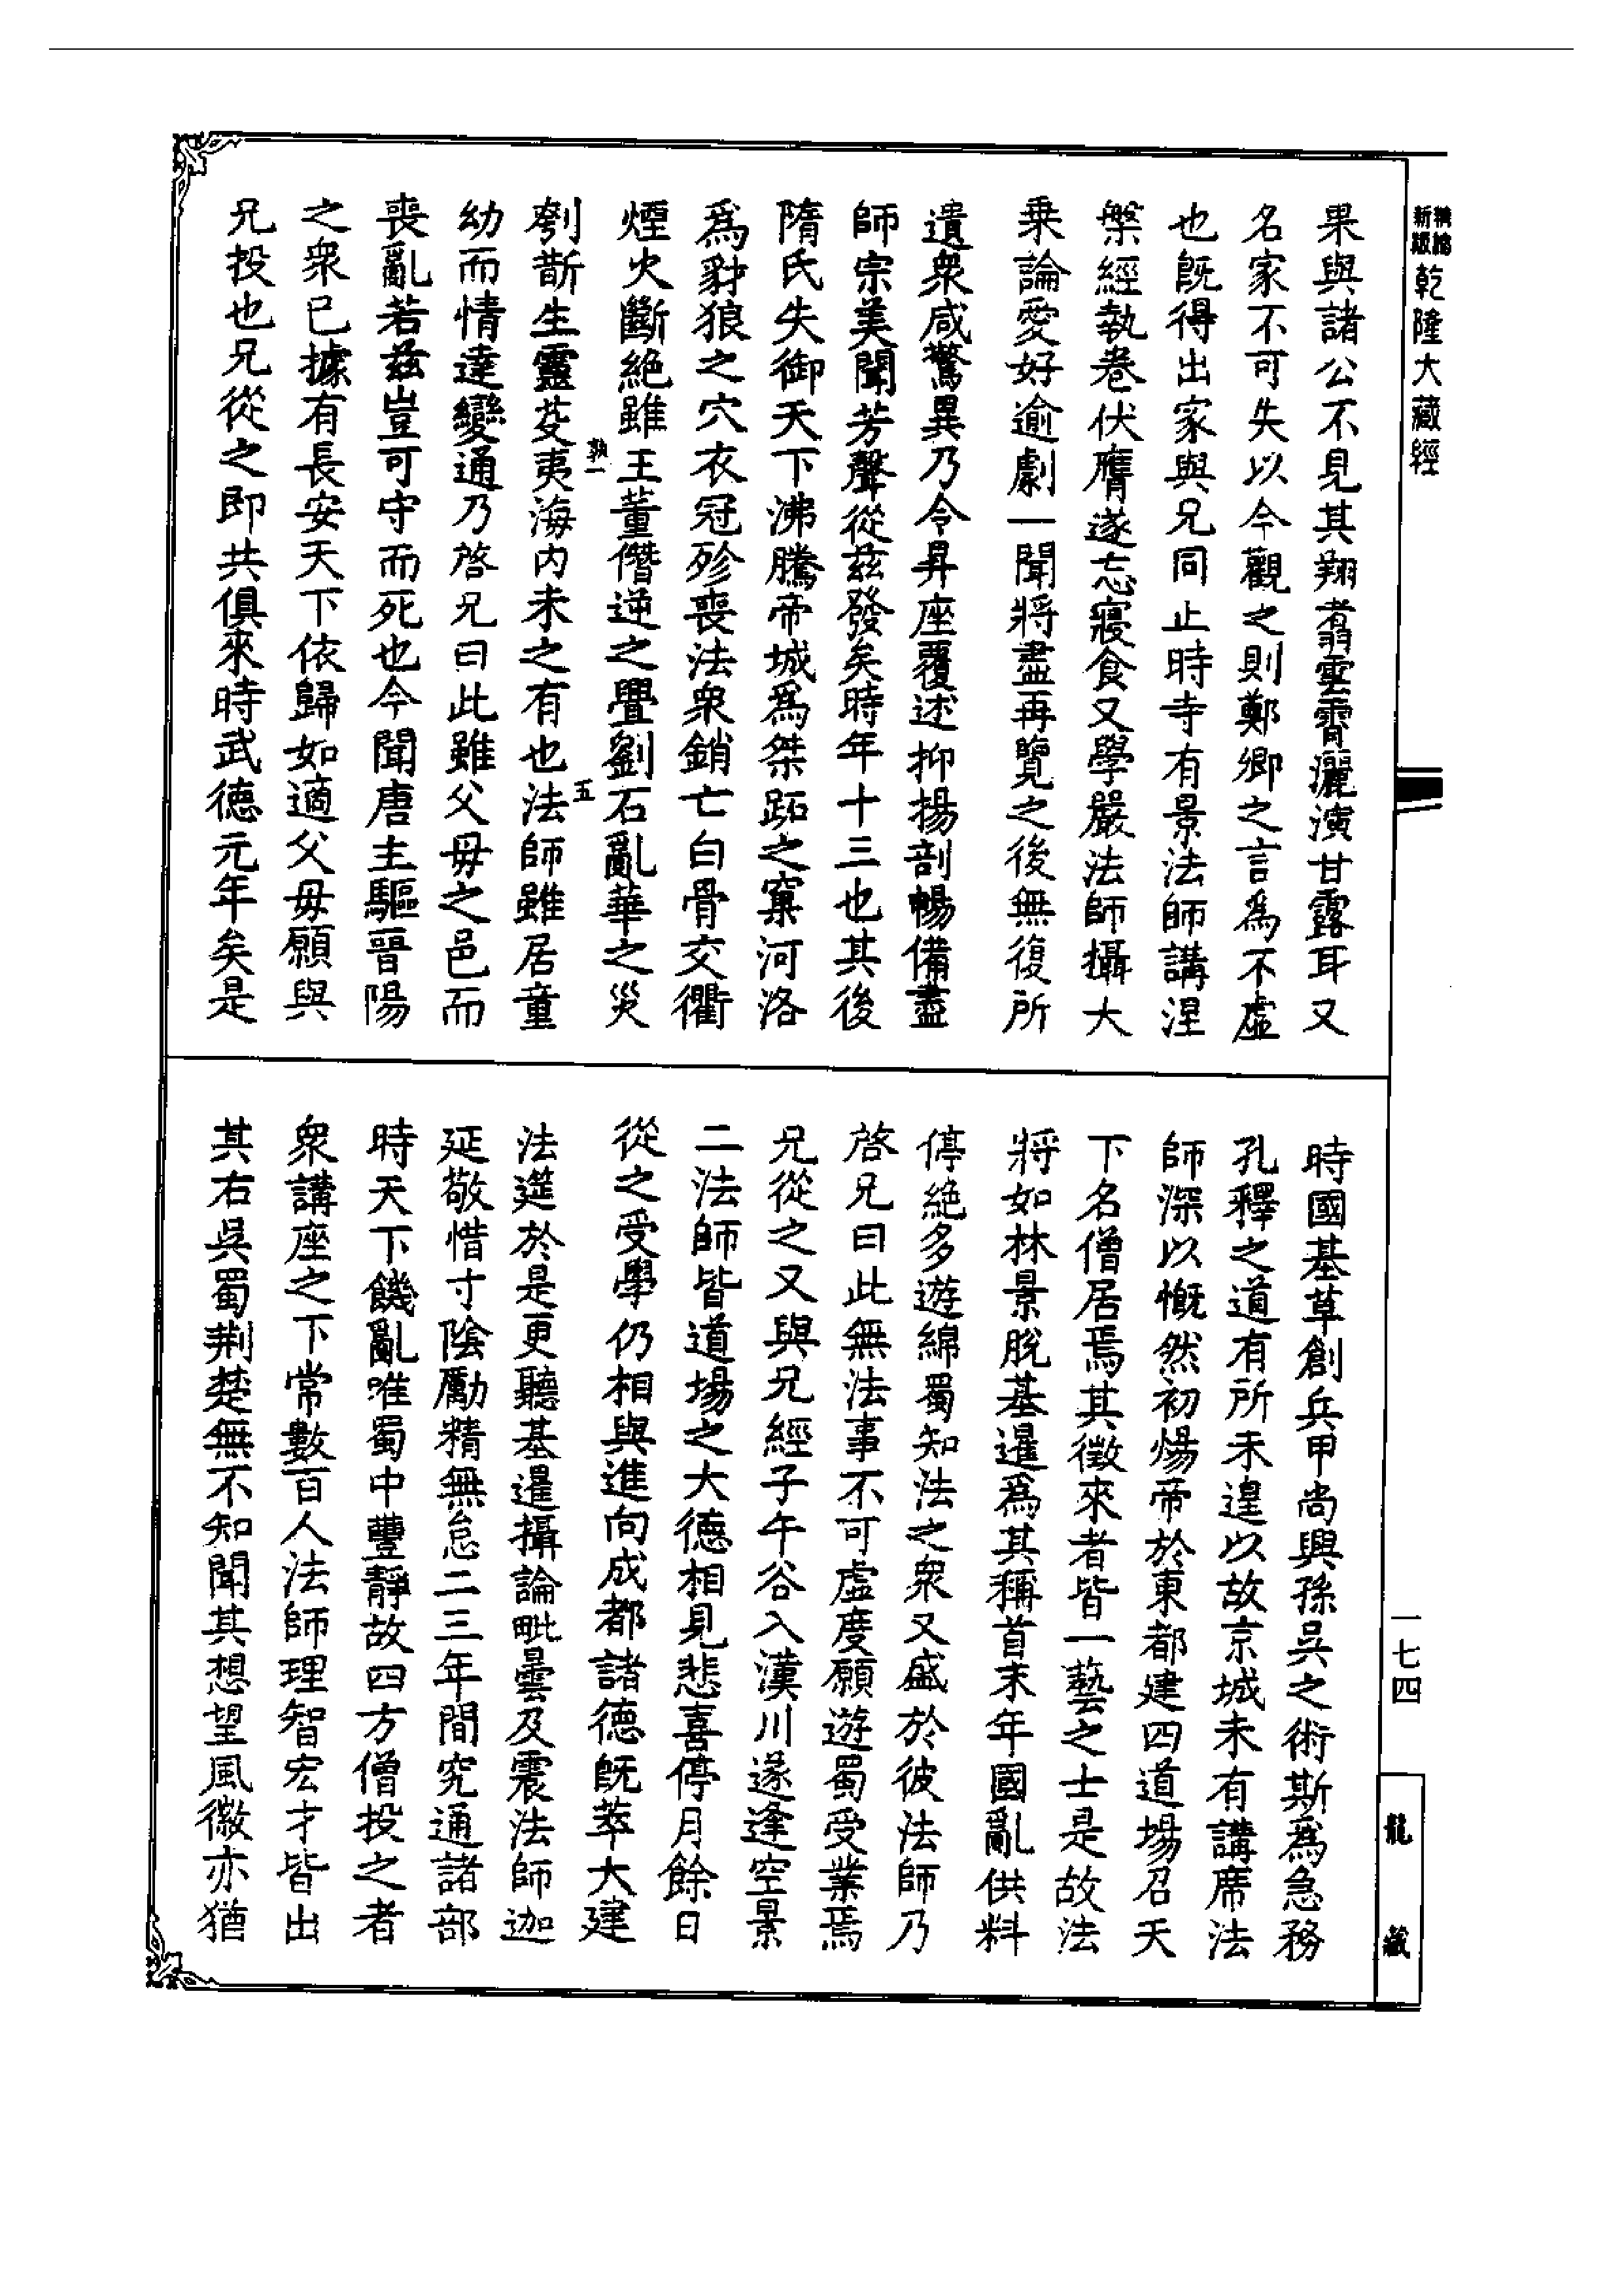 新編縮版乾隆大藏經
果與諸公不見其翔翥雲霄灑演甘露耳又
名家不可失以今觀之則鄭卿之言爲不虛
也旣得出家與兄同止時寺有景法師講涅
槃經執卷伏膺遂忘寢食又學嚴法師攝大
乗論愛好逾劇一聞將盡再覽之後無復所
遺衆咸驚異乃令昇座覆述抑揚剖暢備盡
師宗美聞芳聲從茲發矣時年十三也其後
隋氏失御天下沸騰帝城爲桀跖之窠河洛
爲豺狼之穴衣冠殄喪法衆銷亡白骨交衢
煙火斷絶雖王董僭逆之舋劉石亂華之災
孰一
五
刳斮生靈芟夷海内未之有也法師雖居童
幼而情達變通乃啓兄曰此雖父母之邑而
喪亂若茲豈可守而死也今聞唐主驅晉陽
之衆已據有長安天下依歸如適父母願與
兄投也兄從之即共俱來時武德元年矣是
時國基草創兵甲尚興孫吳之術斯爲急務
孔釋之道有所未遑以故京城未有講席法
師深以慨然初煬帝於東都建四道場召天
下名僧居焉其徵來者皆一藝之士是故法
將如林景脫基暹爲其稱首末年國亂供料
停絶多遊綿蜀知法之衆又盛於彼法師乃
啓兄曰此無法事不可虛度願遊蜀受業焉
兄從之又與兄經子午谷入漢川遂逢空景
二法師皆道場之大德相見悲喜停月餘日
從之受學仍相與進向成都諸德旣萃大建
法筵於是更聽基暹攝論毗曇及震法師迦
延敬惜寸陰勵精無怠二三年間究通諸部
時天下饑亂唯蜀中豐靜故四方僧投之者
衆講座之下常數百人法師理智宏才皆出
其右吳蜀荆楚無不知聞其想望風徽亦猶
一七四
龍藏